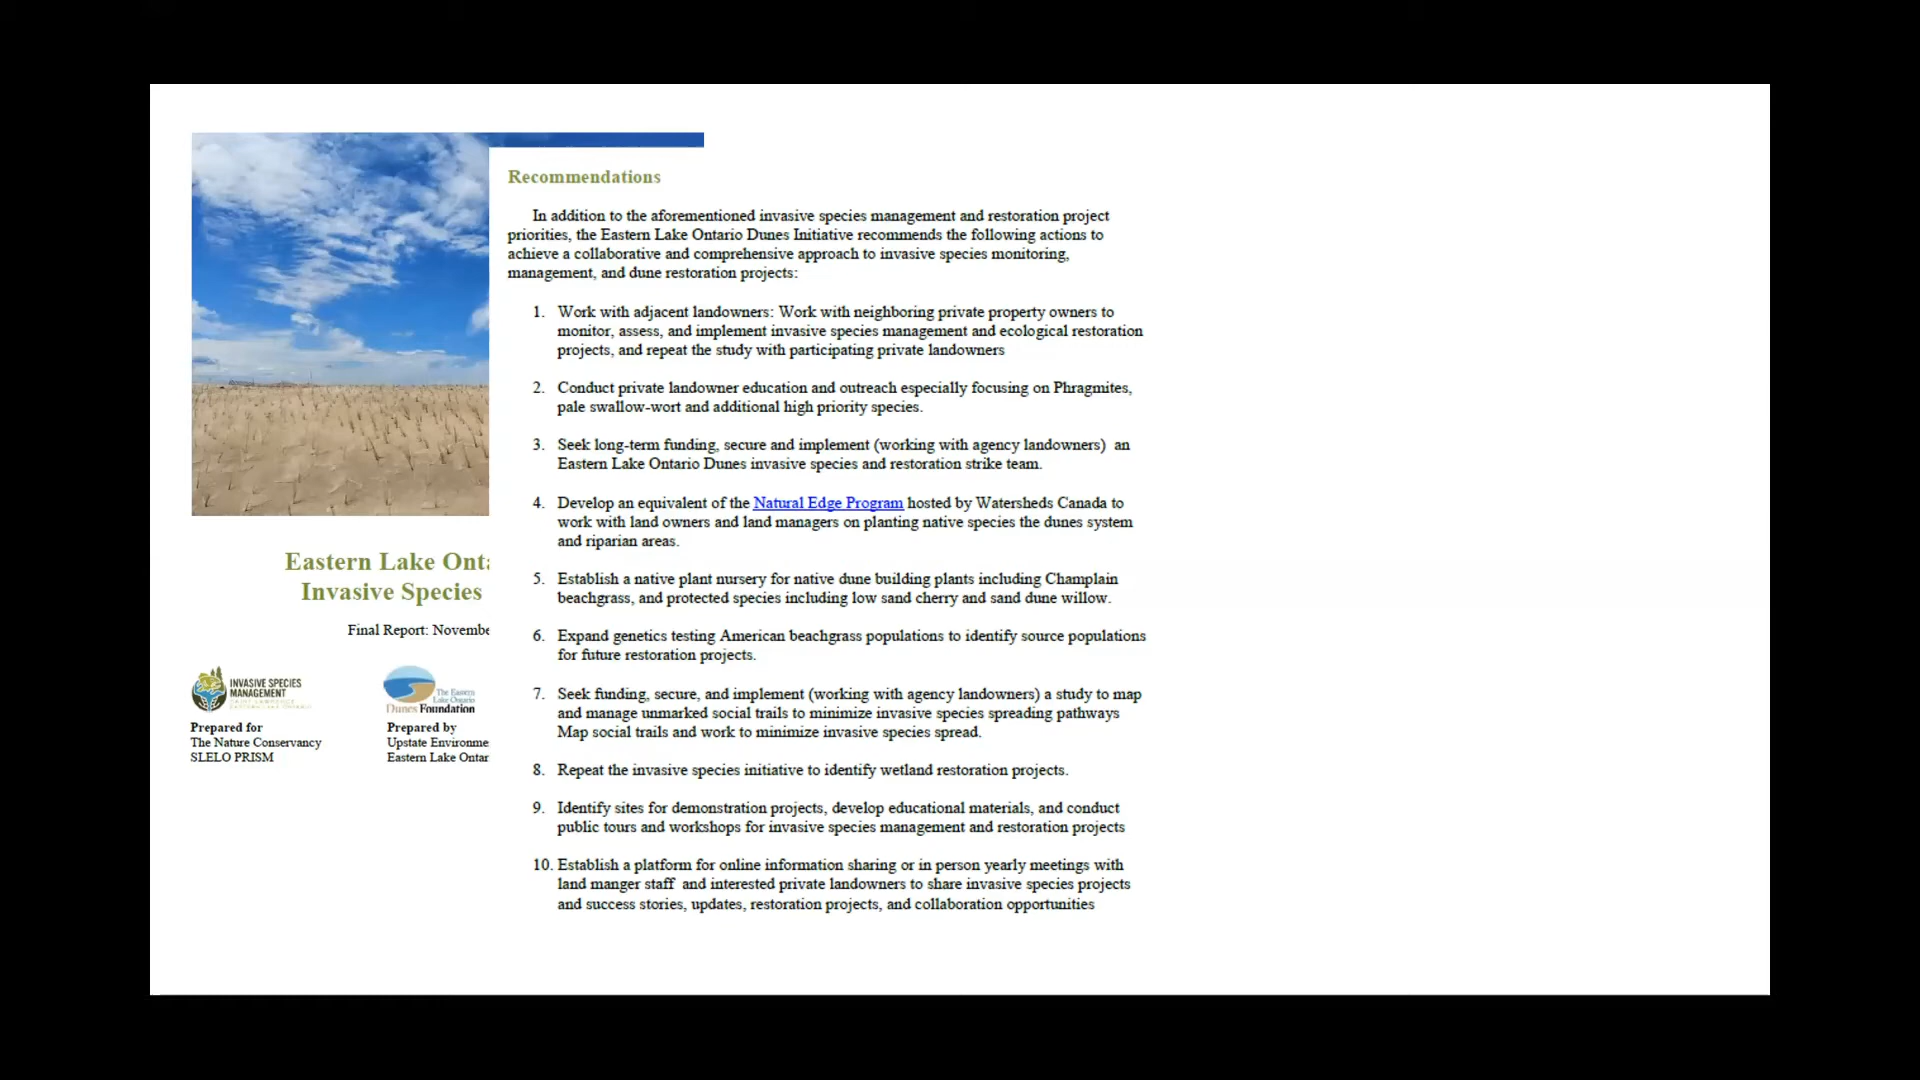 Recommendations
In addition to the aforementioned invasive species management and restoration project
priorities, the Eastern Lake Ontario Dunes Initiative recommends the following actions to
achieve a collaborative and comprehensive approach to invasive species monitoring,
management, and dune restoration projects:
1. Work with adjacent landowners: Work with neighboring private property owners to
monitor, assess, and implement invasive species management and ecological restoration
projects, and repeat the study with participating private landowners
2. Conduct private landowner education and outreach especially focusing on Phragmites,
pale swallow-wort and additional high priority species.
3. Seek long-term funding, secure and implement (working with agency landowners) an
Eastern Lake Ontario Dunes invasive species and restoration strike team.
4. Develop an equivalent of the Natural Edge Program hosted by Watersheds Canada to
work with land owners and land managers on planting native species the dunes system
and riparian areas.
5. Establish a native plant nursery for native dune building plants including Champlain
beachgrass, and protected species including low sand cherry and sand dune willow.
6. Expand genetics testing American beachgrass populations to identify source populations
for future restoration projects.
7. Seek funding, secure, and implement (working with agency landowners) a study to map
and manage unmarked social trails to minimize invasive species spreading pathways
Map social trails and work to minimize invasive species spread.
8. Repeat the invasive species initiative to identify wetland restoration projects.
9. Identify sites for demonstration projects, develop educational materials, and conduct
public tours and workshops for invasive species management and restoration projects
10. Establish a platform for online information sharing or in person yearly meetings with
land manger staff and interested private landowners to share invasive species projects
and success stories, updates, restoration projects, and collaboration opportunities
Eastern Lake Onta
Invasive Species
Final Report: Novembe
INVASIVE SPECIES
MANAGEMENT
Prepared for
The Nature Conservancy
SLELO PRISM
The Eastern
Lake Ontario
Dunes Foundation
Prepared by
Upstate Environme
Eastern Lake Ontar